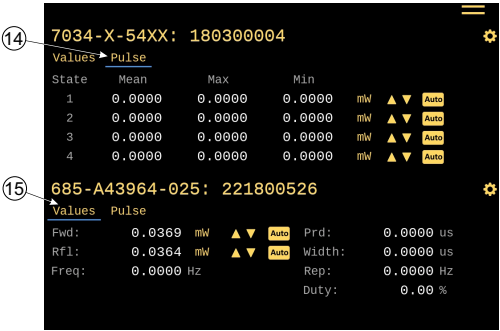 14
7034-X-54XX: 180300004
Values Pulse
State Mean Max Min
1 0.0000 0.0000 0.0000 mW ▲ ▼ Auto
2 0.0000 0.0000 0.0000 mW ▲ ▼ Auto
3 0.0000 0.0000 0.0000 mW ▲ ▼ Auto
4 0.0000 0.0000 0.0000 mW ▲ ▼ Auto
15
685-A43964-025: 221800526
Values Pulse
Fwd: 0.0369 mW ▲ ▼ Auto Prd: 0.0000 us
Rfl: 0.0364 mW ▲ ▼ Auto Width: 0.0000 us
Freq: 0.0000 Hz Rep: 0.0000 Hz
Duty: 0.00 %